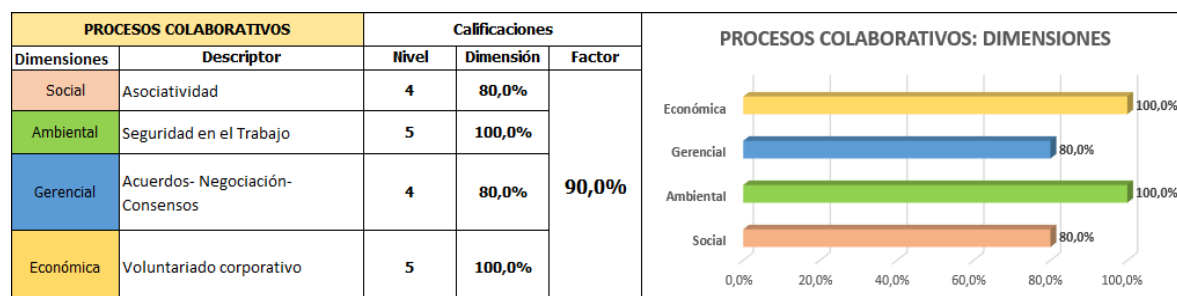 PROCESOS COLABORATIVOS
Calificaciones
Dimensiones Descriptor Nivel Dimensión Factor
Social Asociatividad 4 80,0%
Ambiental Seguridad en el Trabajo 5 100,0%
Gerencial Acuerdos- Negociación-
Consensos 4 80,0%
90,0%
Económica Voluntariado corporativo 5 100,0%
PROCESOS COLABORATIVOS: DIMENSIONES
Económica 100,0%
Gerencial 80,0%
Ambiental 100,0%
Social 80,0%
0,0% 20,0% 40,0% 60,0% 80,0% 100,0%